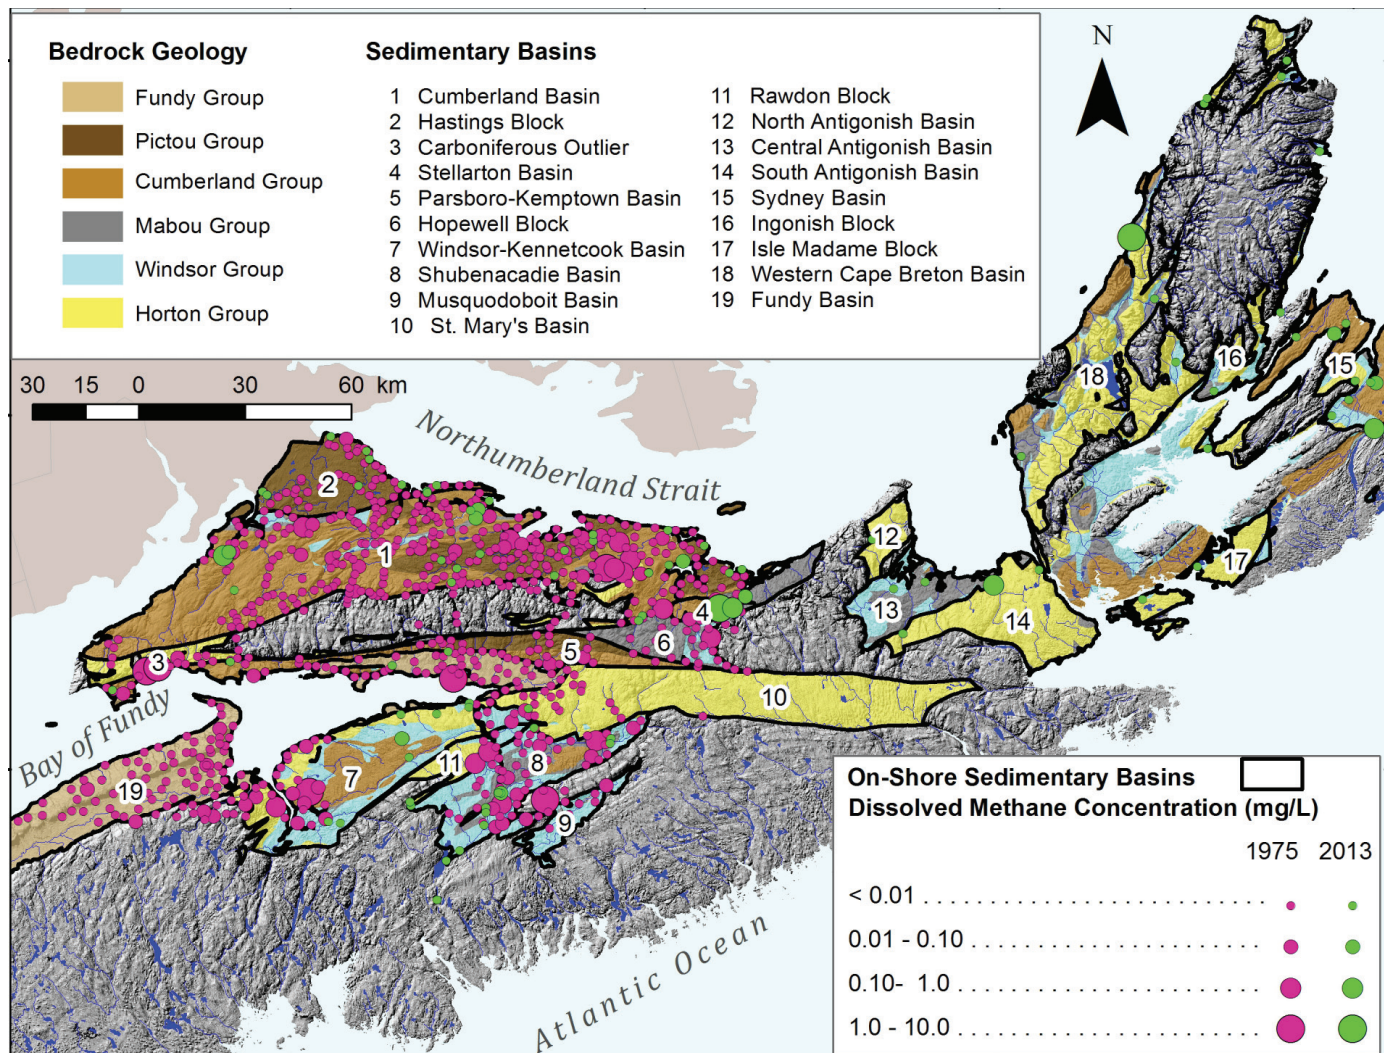 Bedrock Geology
Fundy Group
Pictou Group
Cumberland Group
Mabou Group
Windsor Group
Horton Group
Sedimentary Basins
1 Cumberland Basin
2 Hastings Block
3 Carboniferous Outlier
4 Stellarton Basin
5 Parsboro-Kemptown Basin
6 Hopewell Block
7 Windsor-Kennetcook Basin
8 Shubenacadie Basin
9 Musquodoboit Basin
10 St. Mary's Basin
11 Rawdon Block
12 North Antigonish Basin
13 Central Antigonish Basin
14 South Antigonish Basin
15 Sydney Basin
16 Ingonish Block
17 Isle Madame Block
18 Western Cape Breton Basin
19 Fundy Basin
N
30 15 0 30 60 km
Northumberland Strait
Bay of Fundy
Atlantic Ocean
16
15
18
2
12
1
17
4
13
14
6
5
3
10
11
8
7
19
9
On-Shore Sedimentary Basins
Dissolved Methane Concentration (mg/L)
1975 2013
< 0.01 . . . . . . . . . . . . . . . . . . . . . . . . . . . . .
0.01 - 0.10 . . . . . . . . . . . . . . . . . . . . . . . . .
0.10- 1.0 . . . . . . . . . . . . . . . . . . . . . . . . . .
1.0 - 10.0 . . . . . . . . . . . . . . . . . . . . . . . . . .